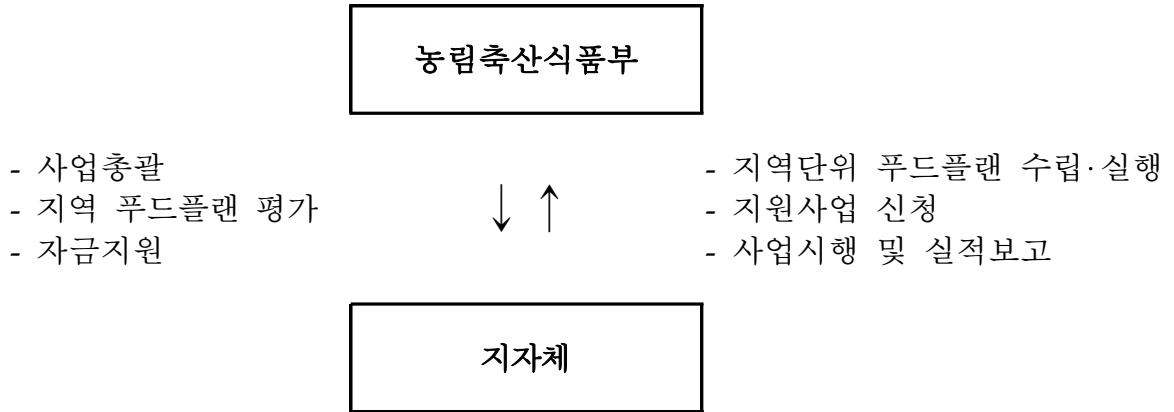 농림축산식품부
- 사업총괄
- 지역 푸드플랜 평가
- 자금지원
↓ ↑
- 지역단위 푸드플랜 수립·실행
- 지원사업 신청
- 사업시행 및 실적보고
지자체